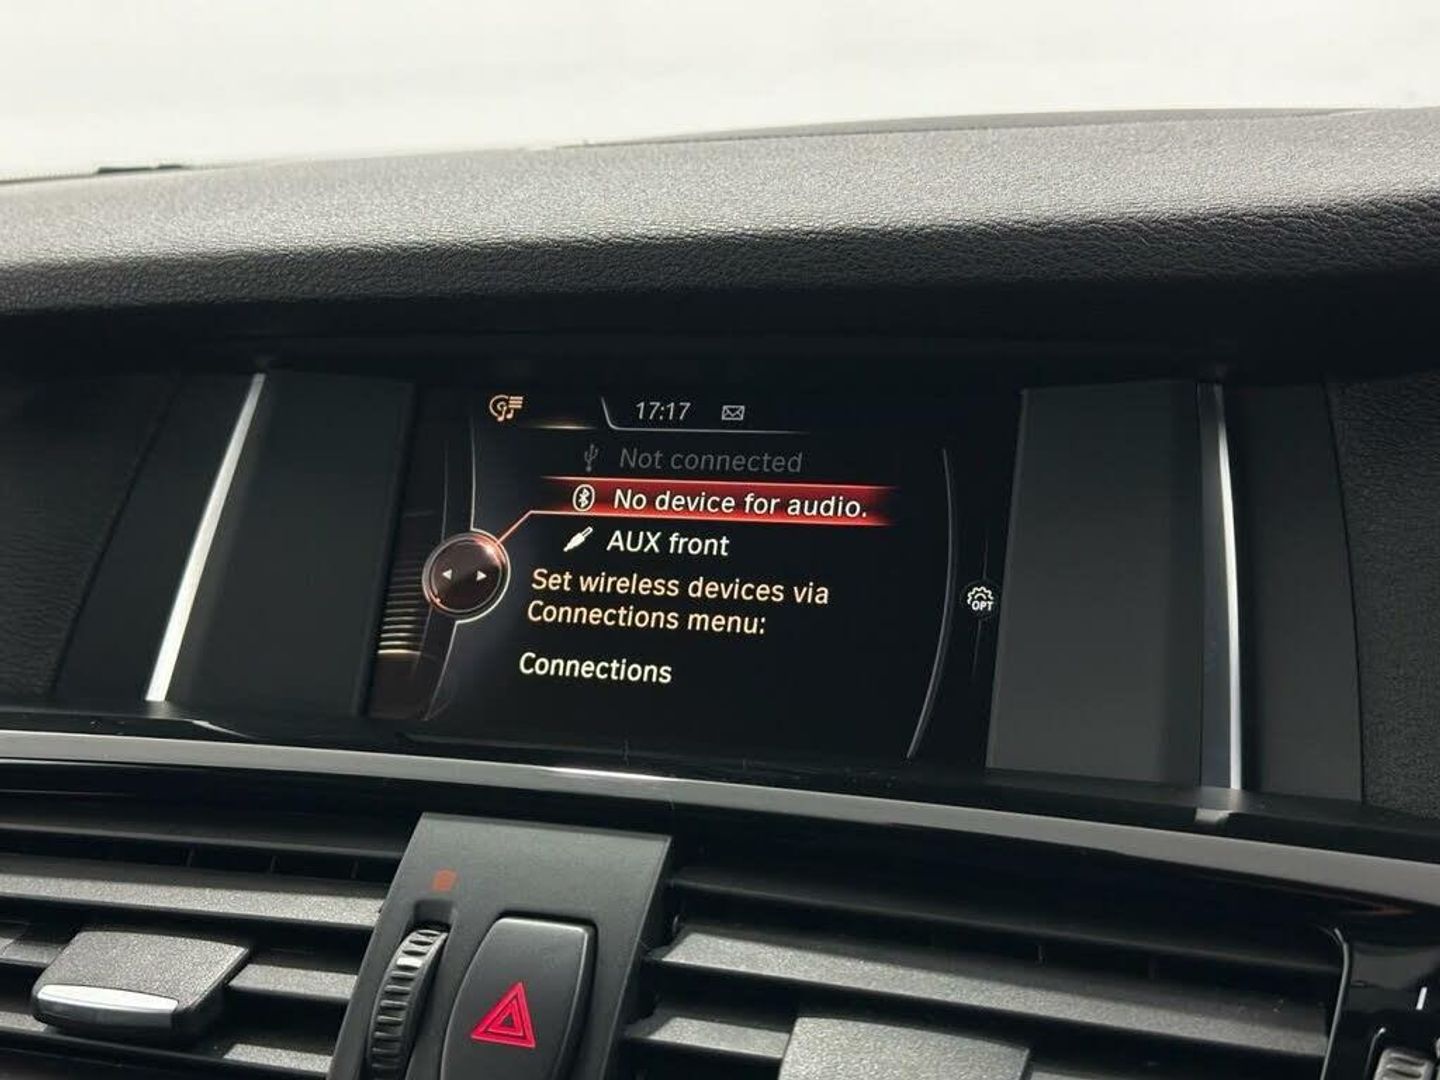 17:17
Not connected
No device for audio.
AUX front
Set wireless devices via
Connections menu:
Connections
OPT